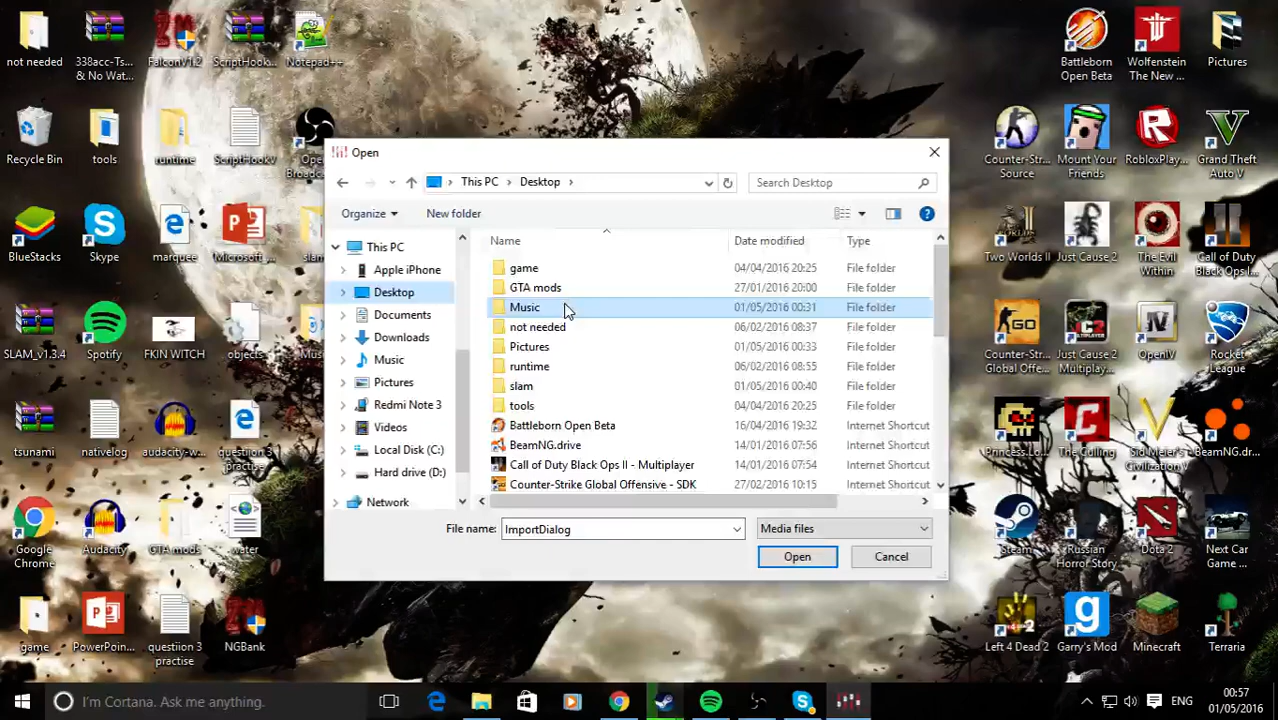 not needed
338acc-Ts...
& No Wat...
FalconV1.2
ScriptHook...
Notepad++
Recycle Bin
tools
runtime
ScriptHookV
Open
Broadc...
BlueStacks
Skype
marquee
Microsoft_...
SLAM_v1.3.4
Spotify
FKIN WITCH
objects
tsunami
nativelog
audacity-w...
questiion 3
practise
Google
Chrome
Audacity
GTA mods
water
game
PowerPoin...
questiion 3
practise
NGBank
Open
This PC
Desktop
Search Desktop
Organize
New folder
Name
Date modified
Type
This PC
Apple iPhone
Desktop
Documents
Downloads
Music
Pictures
Redmi Note 3
Videos
Local Disk (C:)
Hard drive (D:)
Network
game 04/04/2016 20:25 File folder
GTA mods 27/01/2016 20:00 File folder
Music 01/05/2016 00:31 File folder
not needed 06/02/2016 08:37 File folder
Pictures 01/05/2016 00:33 File folder
runtime 06/02/2016 08:55 File folder
slam 01/05/2016 00:40 File folder
tools 04/04/2016 20:25 File folder
Battleborn Open Beta 16/04/2016 19:32 Internet Shortcut
BeamNG.drive 14/01/2016 07:56 Internet Shortcut
Call of Duty Black Ops II - Multiplayer 14/01/2016 07:54 Internet Shortcut
Counter-Strike Global Offensive - SDK 27/02/2016 10:15 Internet Shortcut
File name:
ImportDialog
Media files
Open
Cancel
Battleborn
Open Beta
Wolfenstein
The New ...
Pictures
Counter-Str...
Source
Mount Your
Friends
RobloxPlay...
Grand Theft
Auto V
Two Worlds II
Just Cause 2
The Evil
Within
Call of Duty
Black Ops I...
Counter-Str...
Global Offe...
Just Cause 2
Multiplaye...
OpenIV
Rocket
League
Princess.Lo...
The Culling
Sid Meier's
Civilization V
BeamNG.dr...
Steam
Russian
Horror Story
Dota 2
Next Car
Game ...
Left 4 Dead 2
Garry's Mod
Minecraft
Terraria
I'm Cortana. Ask me anything.
ENG
00:57
01/05/2016